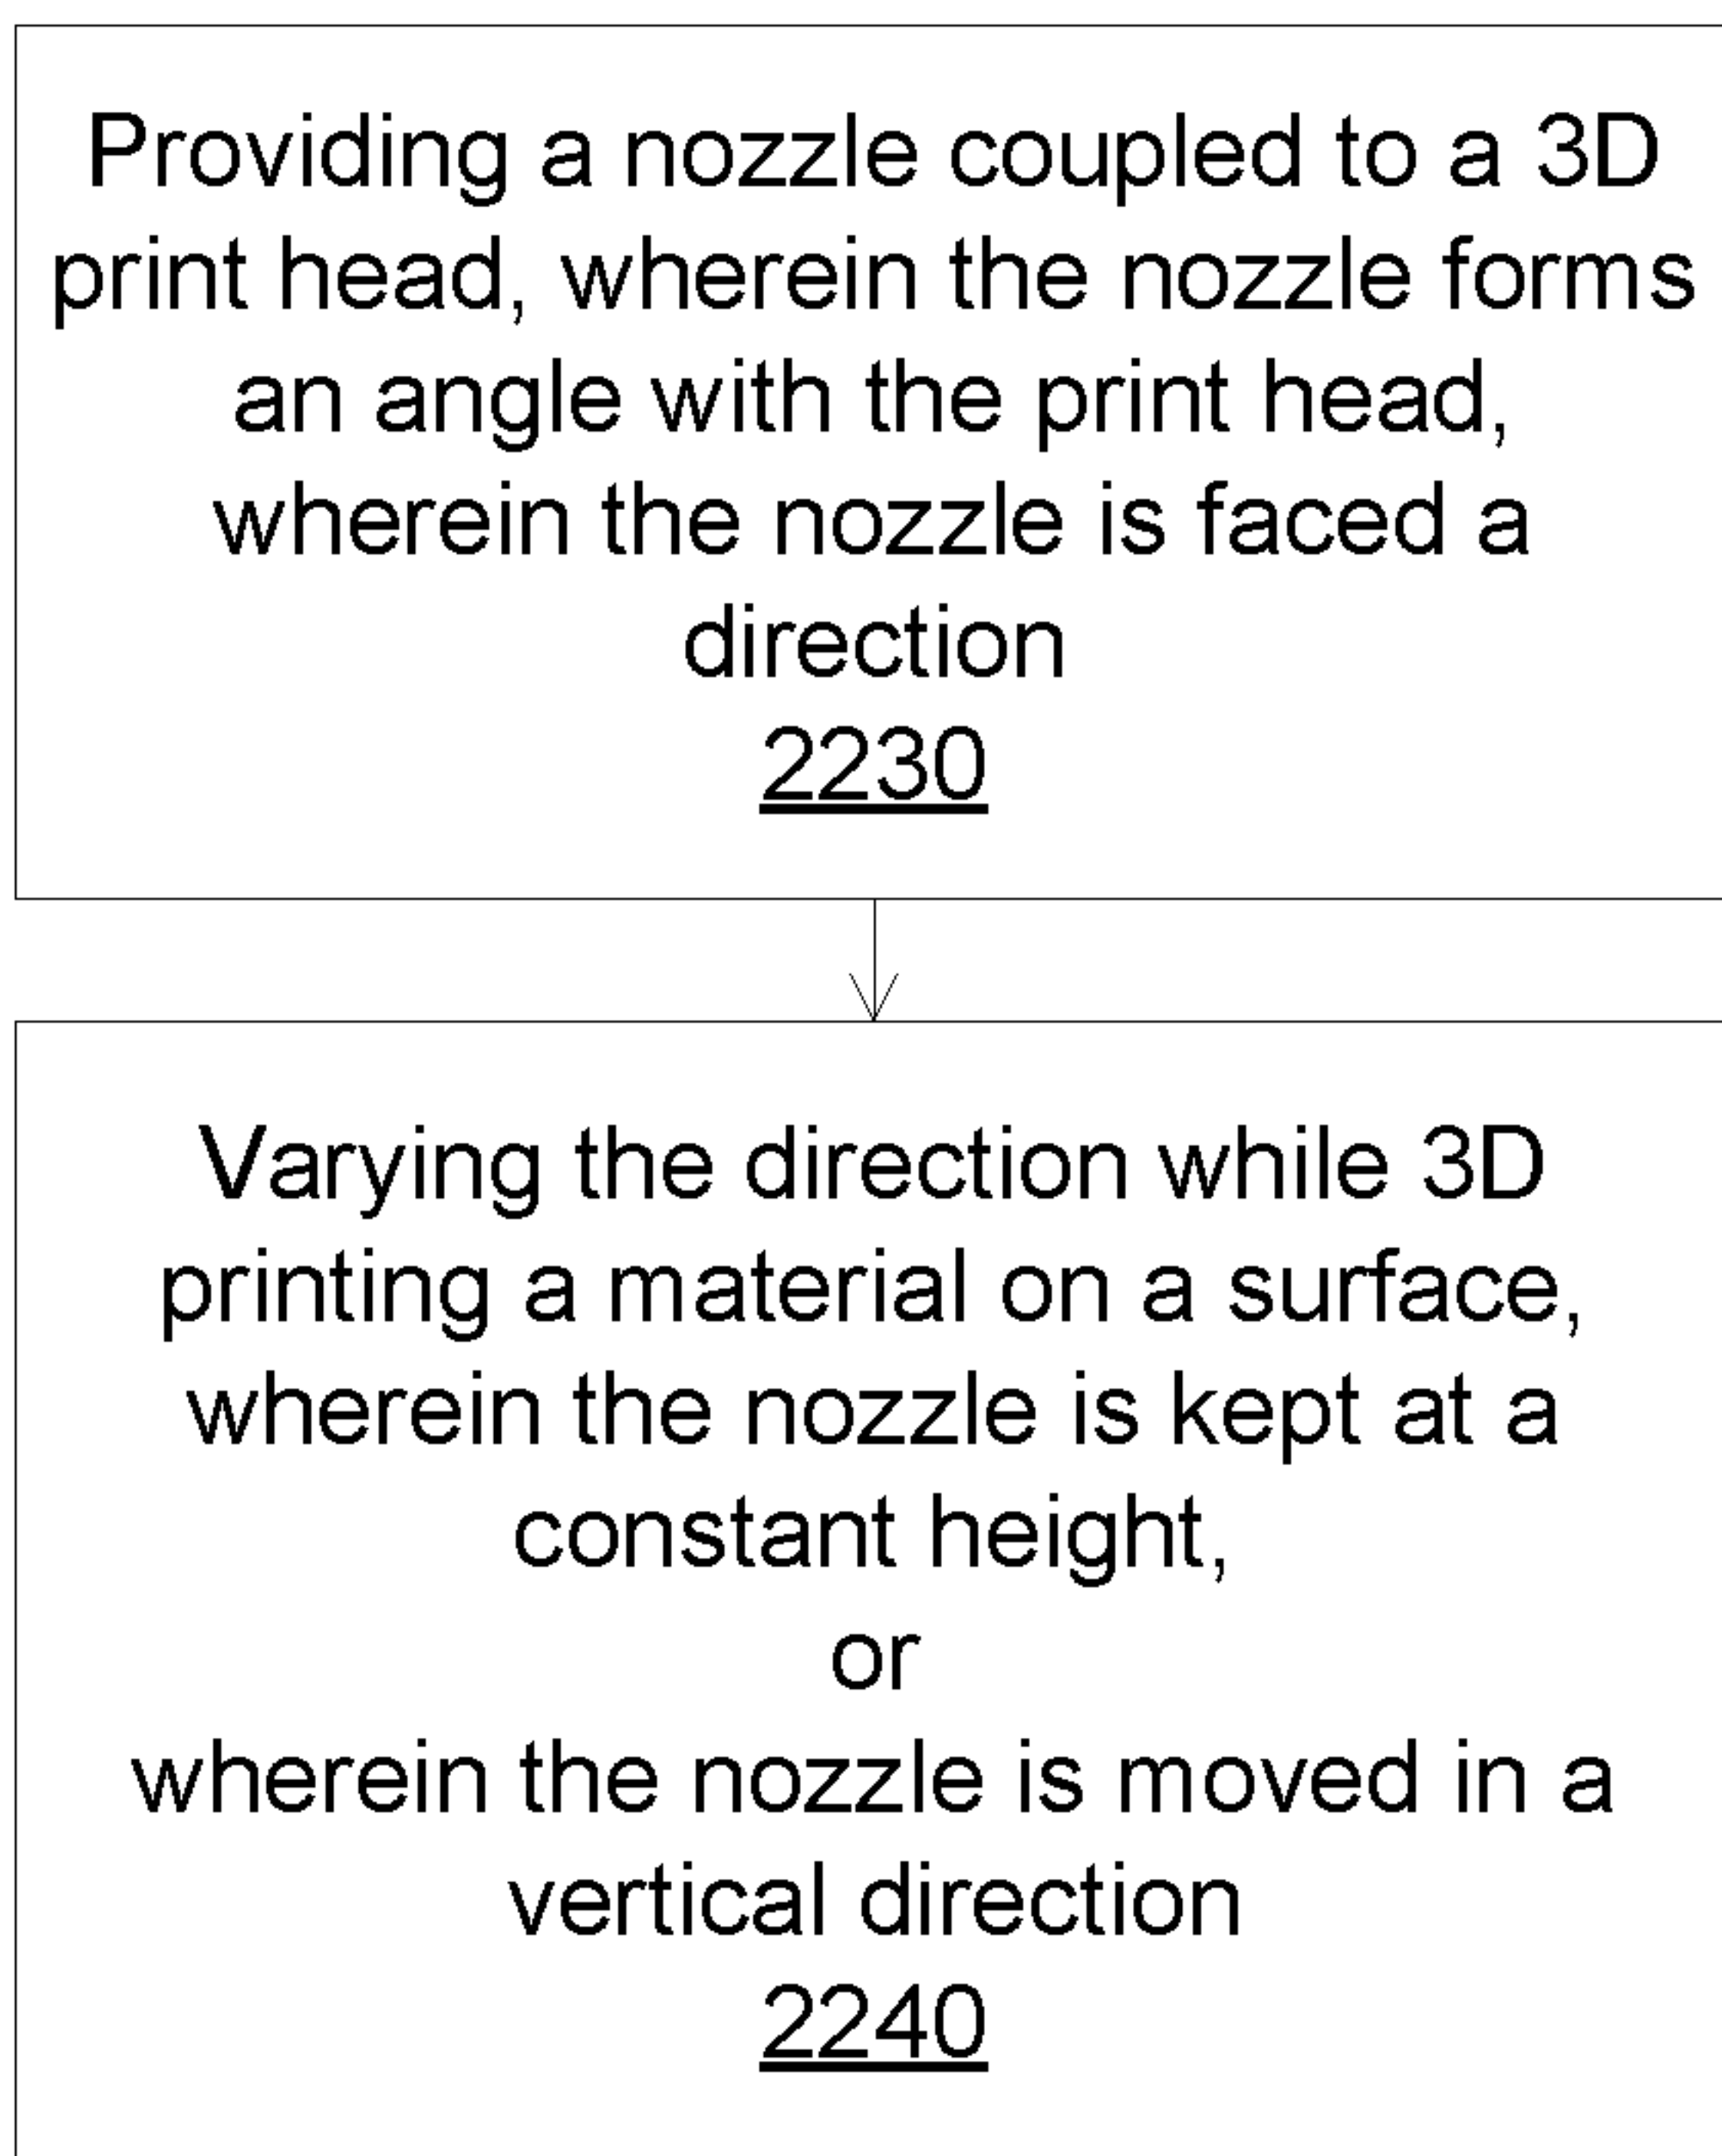 Providing a nozzle coupled to a 3D
print head, wherein the nozzle forms
an angle with the print head,
wherein the nozzle is faced a
direction
2230
Varying the direction while 3D
printing a material on a surface,
wherein the nozzle is kept at a
constant height,
or
wherein the nozzle is moved in a
vertical direction
2240